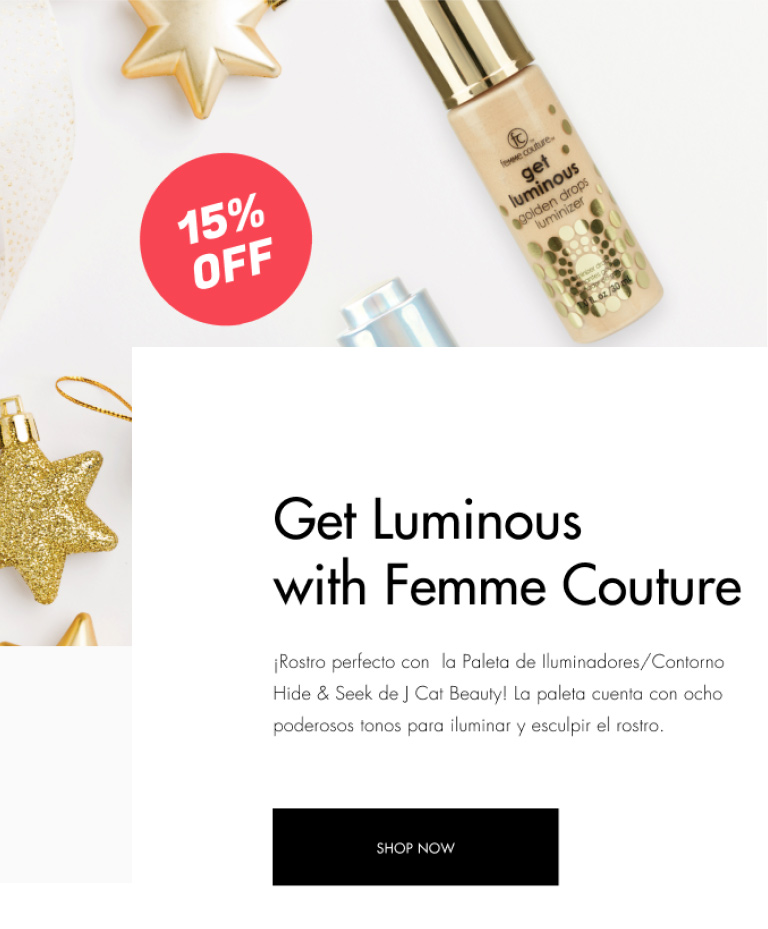 15%
OFF
fc
femme couture
get
luminous
golden drops
luminizer
Get Luminous
with Femme Couture
¡Rostro perfecto con  la Paleta de Iluminadores/Contorno
Hide & Seek de J Cat Beauty! La paleta cuenta con ocho
poderosos tonos para iluminar y esculpir el rostro.
SHOP NOW